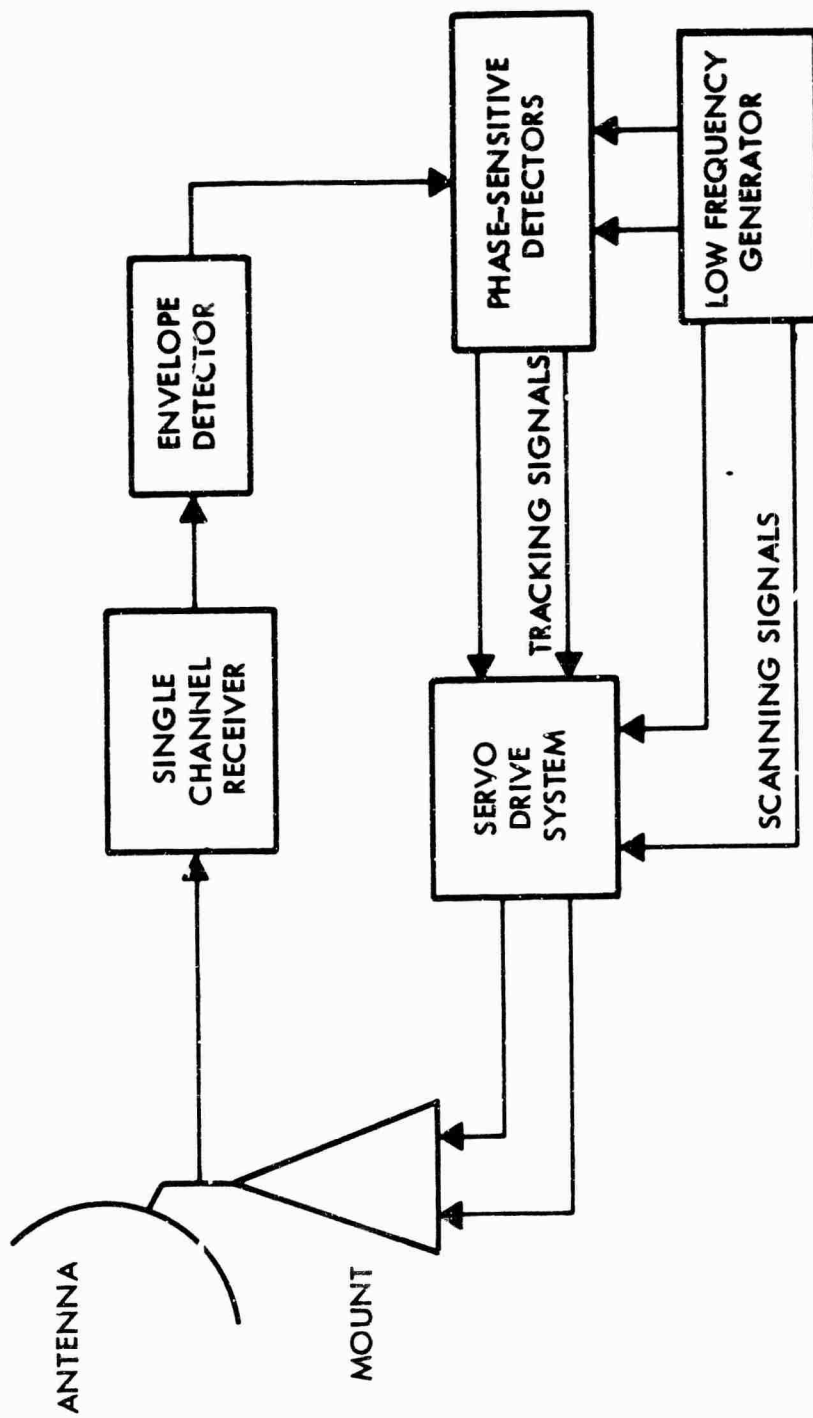 ANTENNA
MOUNT
SINGLE
CHANNEL
RECEIVER
ENVELOPE
DETECTOR
SERVO
DRIVE
SYSTEM
TRACKING SIGNALS
PHASE-SENSITIVE
DETECTORS
SCANNING SIGNALS
LOW FREQUENCY
GENERATOR